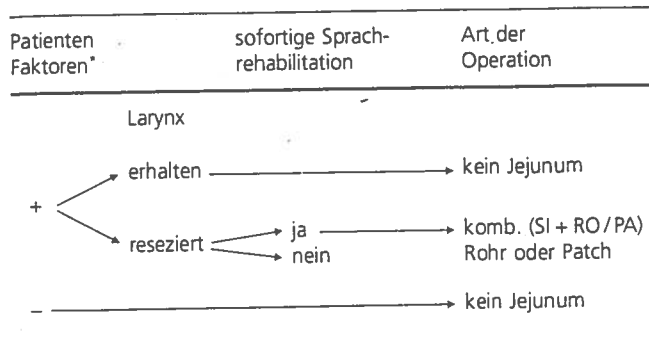 Patienten sofortige Sprach- Art der
Faktoren* rehabilitation Operation
Larynx
erhalten kein Jejunum
+
reseziert ja komb. (SI + RO/PA)
nein Rohr oder Patch
– kein Jejunum